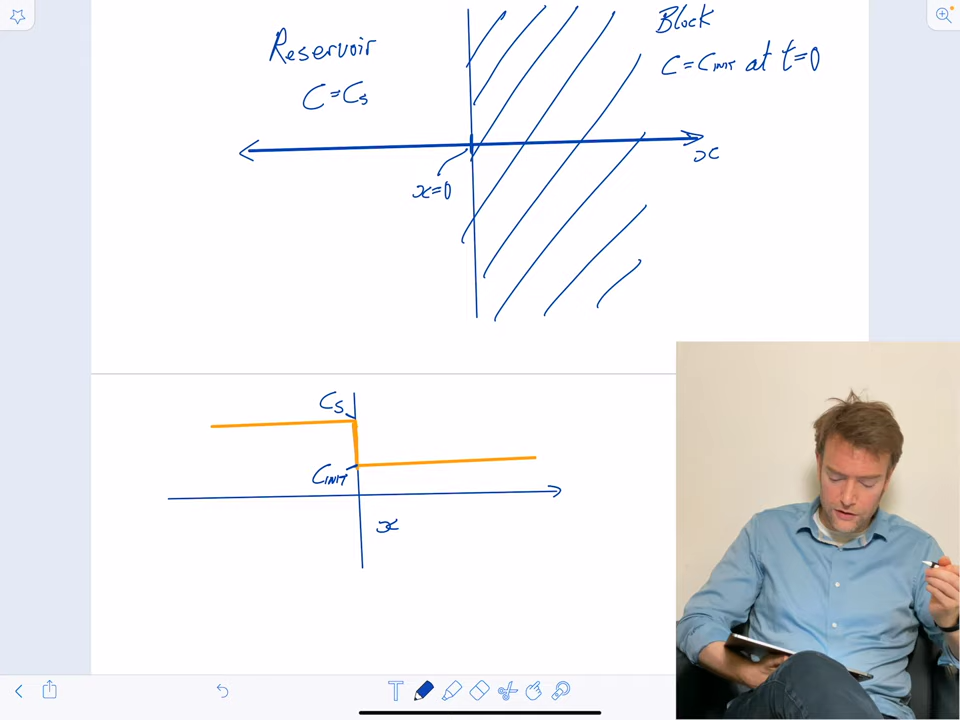 Reservoir
C=Cs
Block
C=CINIT at t=0
x
x=0
Cs
CINIT
x
T